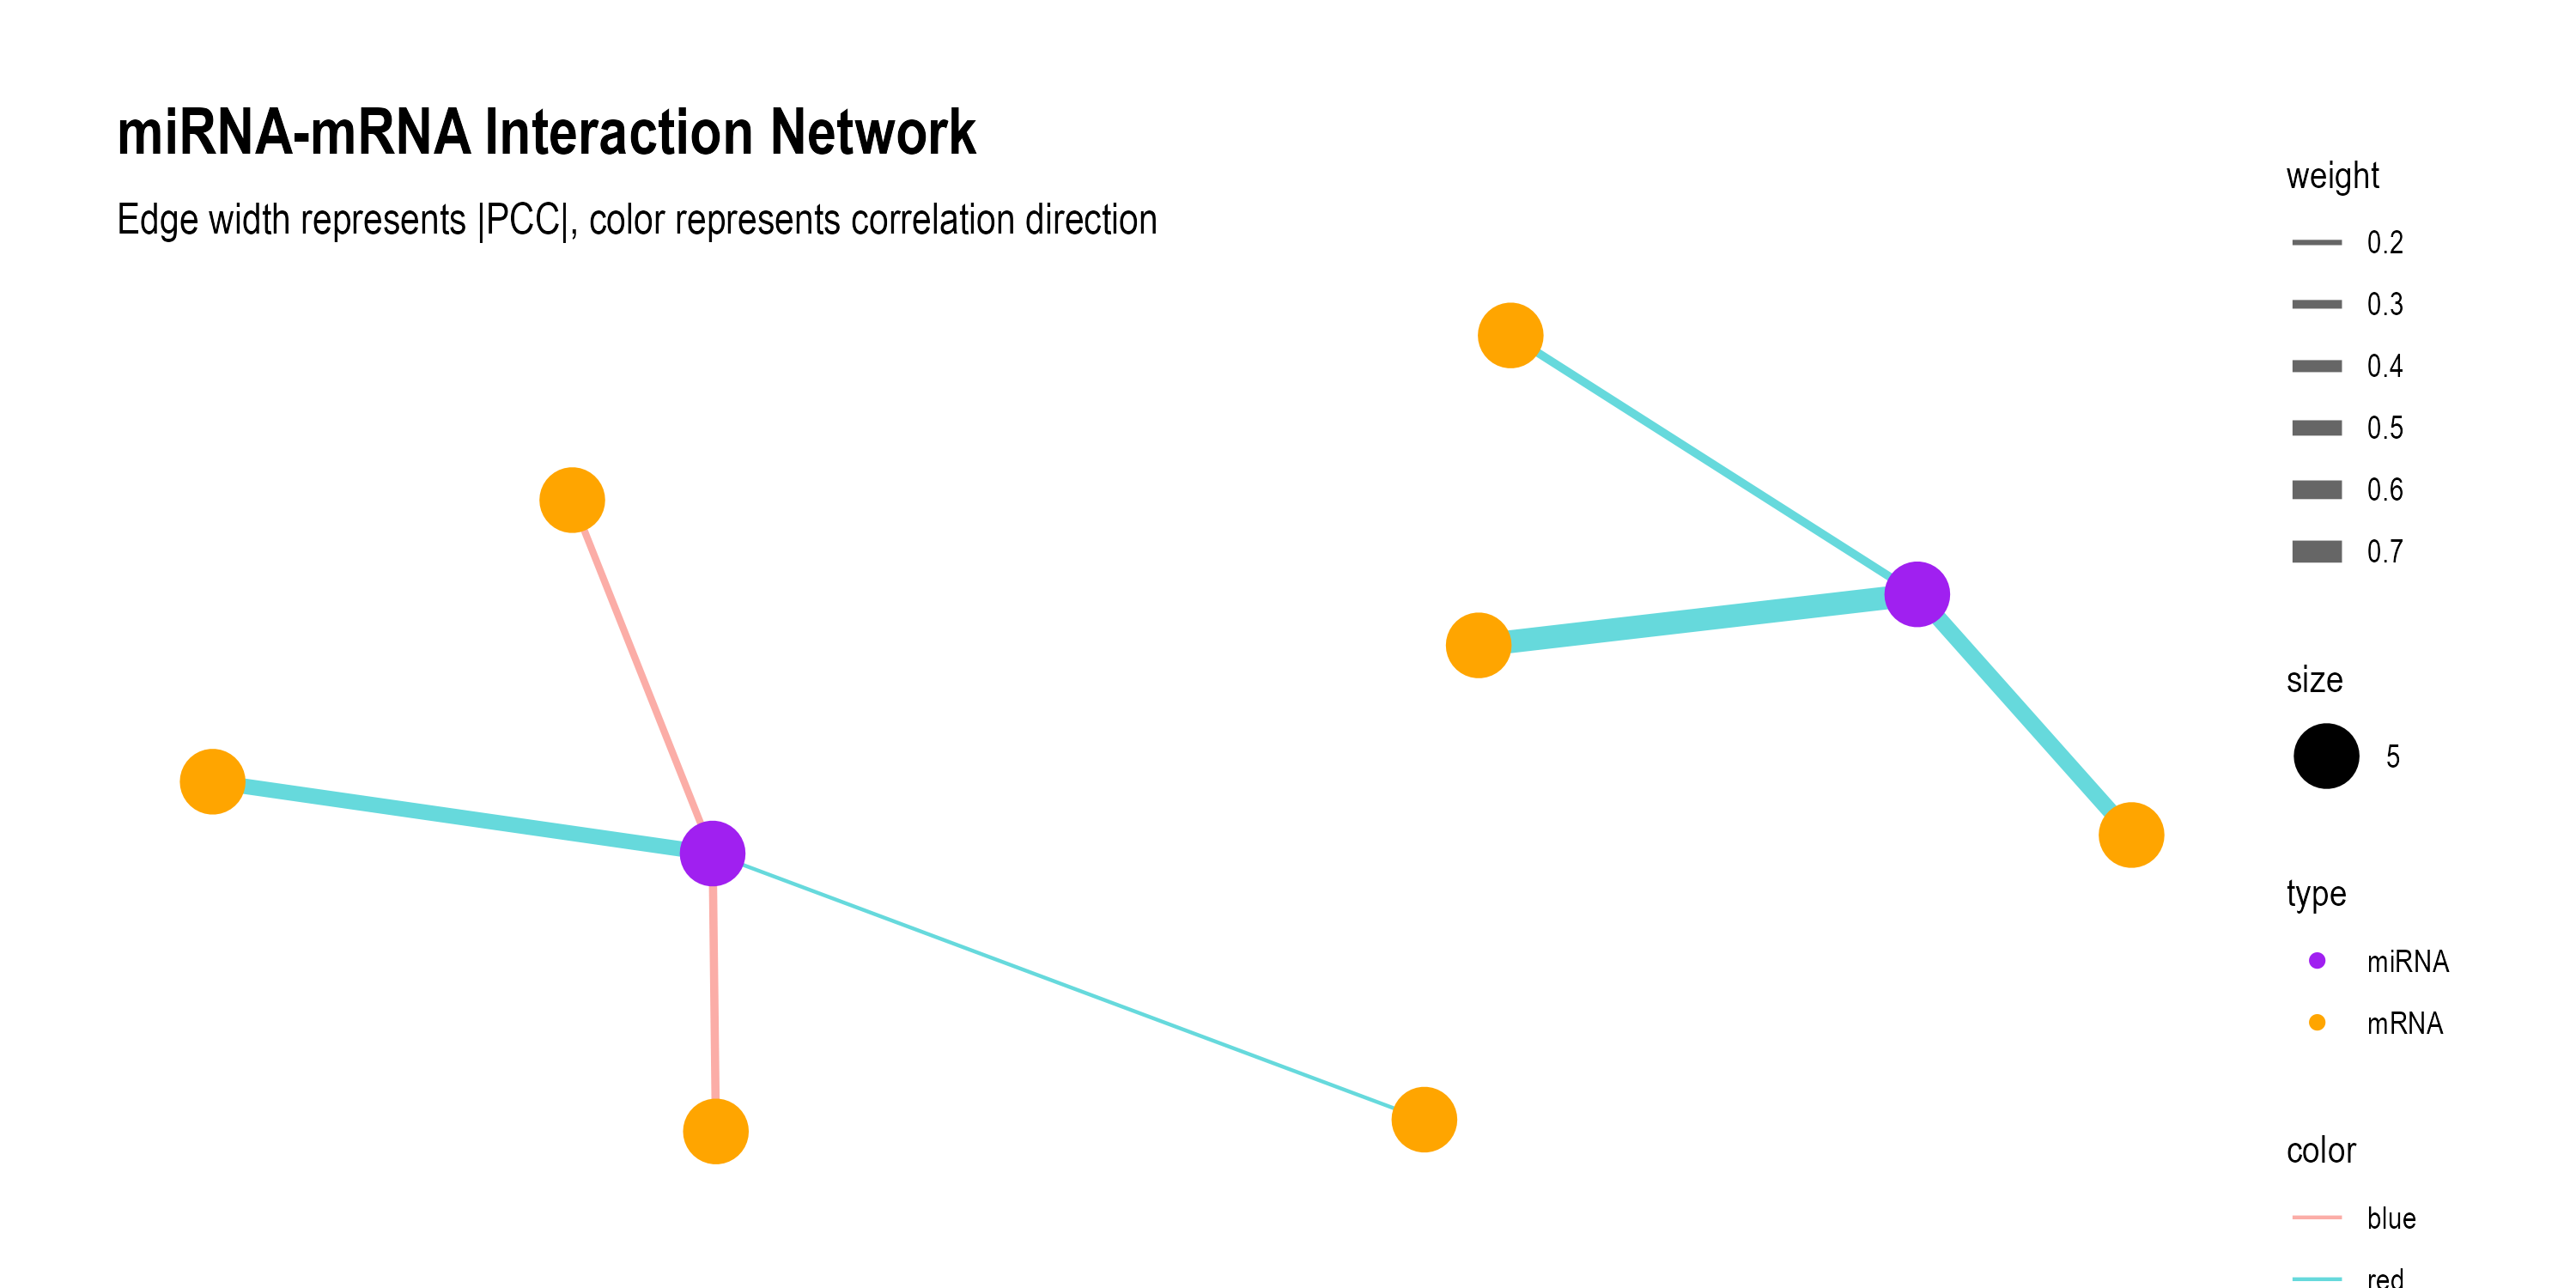 miRNA-mRNA Interaction Network
Edge width represents |PCC|, color represents correlation direction
weight
0.2
0.3
0.4
0.5
0.6
0.7
size
5
type
miRNA
mRNA
color
blue
red